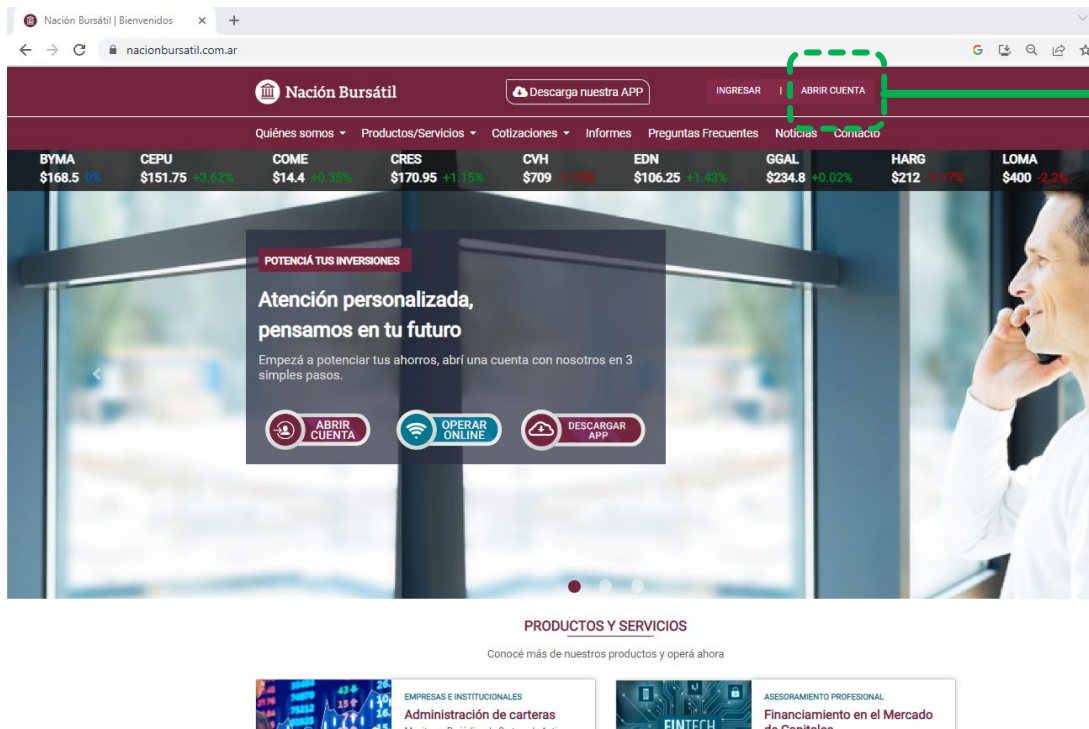 Nación Bursátil | Bienvenidos
nacionbursatil.com.ar
Nación Bursátil
Descarga nuestra APP
INGRESAR | ABRIR CUENTA
Quiénes somos Productos/Servicios Cotizaciones Informes Preguntas Frecuentes Noticias Contacto
BYMA CEPU COME CRES CVH EDN GGAL HARG LOMA
$168.5 0% $151.75 +3.62% $14.4 +0.35% $170.95 +1.15% $709 $106.25 +1.43% $234.8 +0.02% $212 -1.17% $400 -2.2%
POTENCIÁ TUS INVERSIONES
Atención personalizada,
pensamos en tu futuro
Empezá a potenciar tus ahorros, abrí una cuenta con nosotros en 3
simples pasos.
ABRIR CUENTA
OPERAR ONLINE
DESCARGAR APP
PRODUCTOS Y SERVICIOS
Conocé más de nuestros productos y operá ahora
EMPRESAS E INSTITUCIONALES
Administración de carteras
FINTECH
ASESORAMIENTO PROFESIONAL
Financiamiento en el Mercado
de Capitales